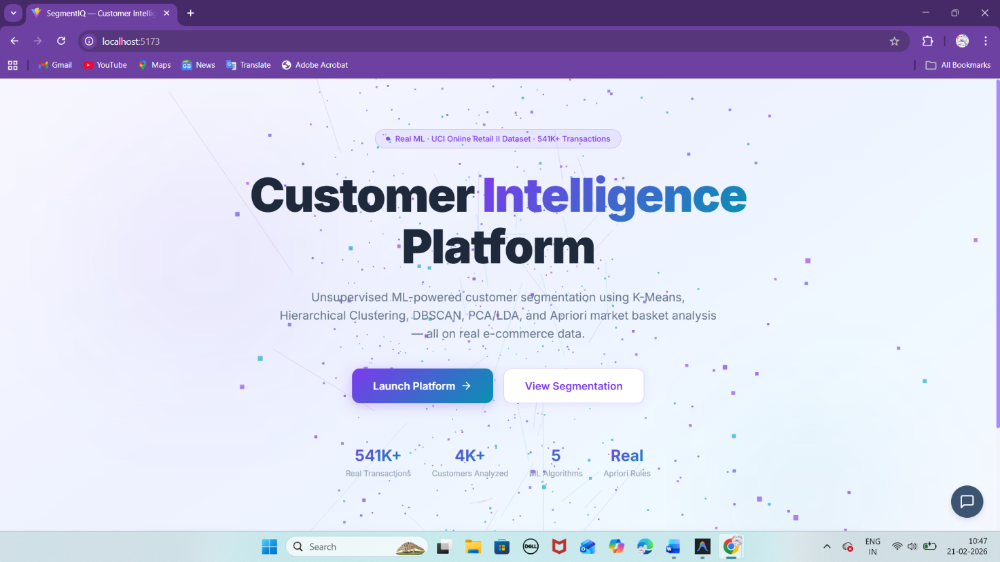 SegmentIQ — Customer Intellig
localhost:5173
Gmail
YouTube
Maps
News
Translate
Adobe Acrobat
All Bookmarks
Real ML · UCI Online Retail II Dataset · 541K+ Transactions
Customer Intelligence
Platform
Unsupervised ML-powered customer segmentation using K-Means,
Hierarchical Clustering, DBSCAN, PCA/LDA, and Apriori market basket analysis
— all on real e-commerce data.
Launch Platform →
View Segmentation
541K+
Real Transactions
4K+
Customers Analyzed
5
ML Algorithms
Real
Apriori Rules
Search
DELL
ENG
IN
10:47
21-02-2026